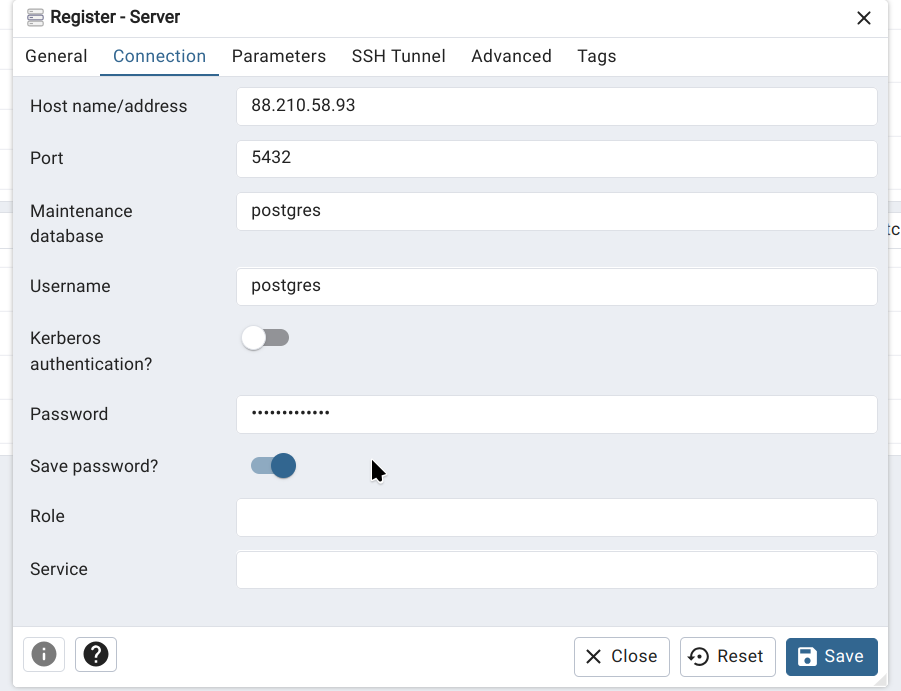 Register - Server
General Connection Parameters SSH Tunnel Advanced Tags
Host name/address 88.210.58.93
Port 5432
Maintenance database postgres
Username postgres
Kerberos authentication?
Password •••••••••••••
Save password?
Role
Service
Close Reset Save